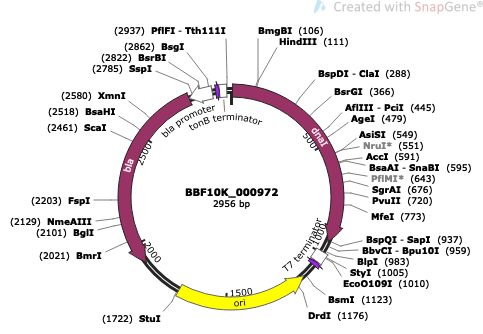 Created with SnapGene®
(2937) PflFI - Tth111I
(2862) BsgI
(2822) BsrBI
(2785) SspI
(2580) XmnI
(2518) BsaHI
(2461) ScaI
(2203) FspI
(2129) NmeAIII
(2101) BglI
(2021) BmrI
(1722) StuI
BmgBI (106)
HindIII (111)
BspDI - ClaI (288)
BsrGI (366)
AflIII - PciI (445)
AgeI (479)
AsiSI (549)
NruI* (551)
AccI (591)
BsaAI - SnaBI (595)
PflMI* (643)
SgrAI (676)
PvuII (720)
MfeI (773)
BspQI - SapI (937)
BbvCI - Bpu10I (959)
BlpI (983)
StyI (1005)
EcoO109I (1010)
BsmI (1123)
DrdI (1176)
bla promoter
tonB terminator
dnaI
bla
T7 terminator
ori
500
1000
1500
2000
2500
BBF10K_000972
2956 bp